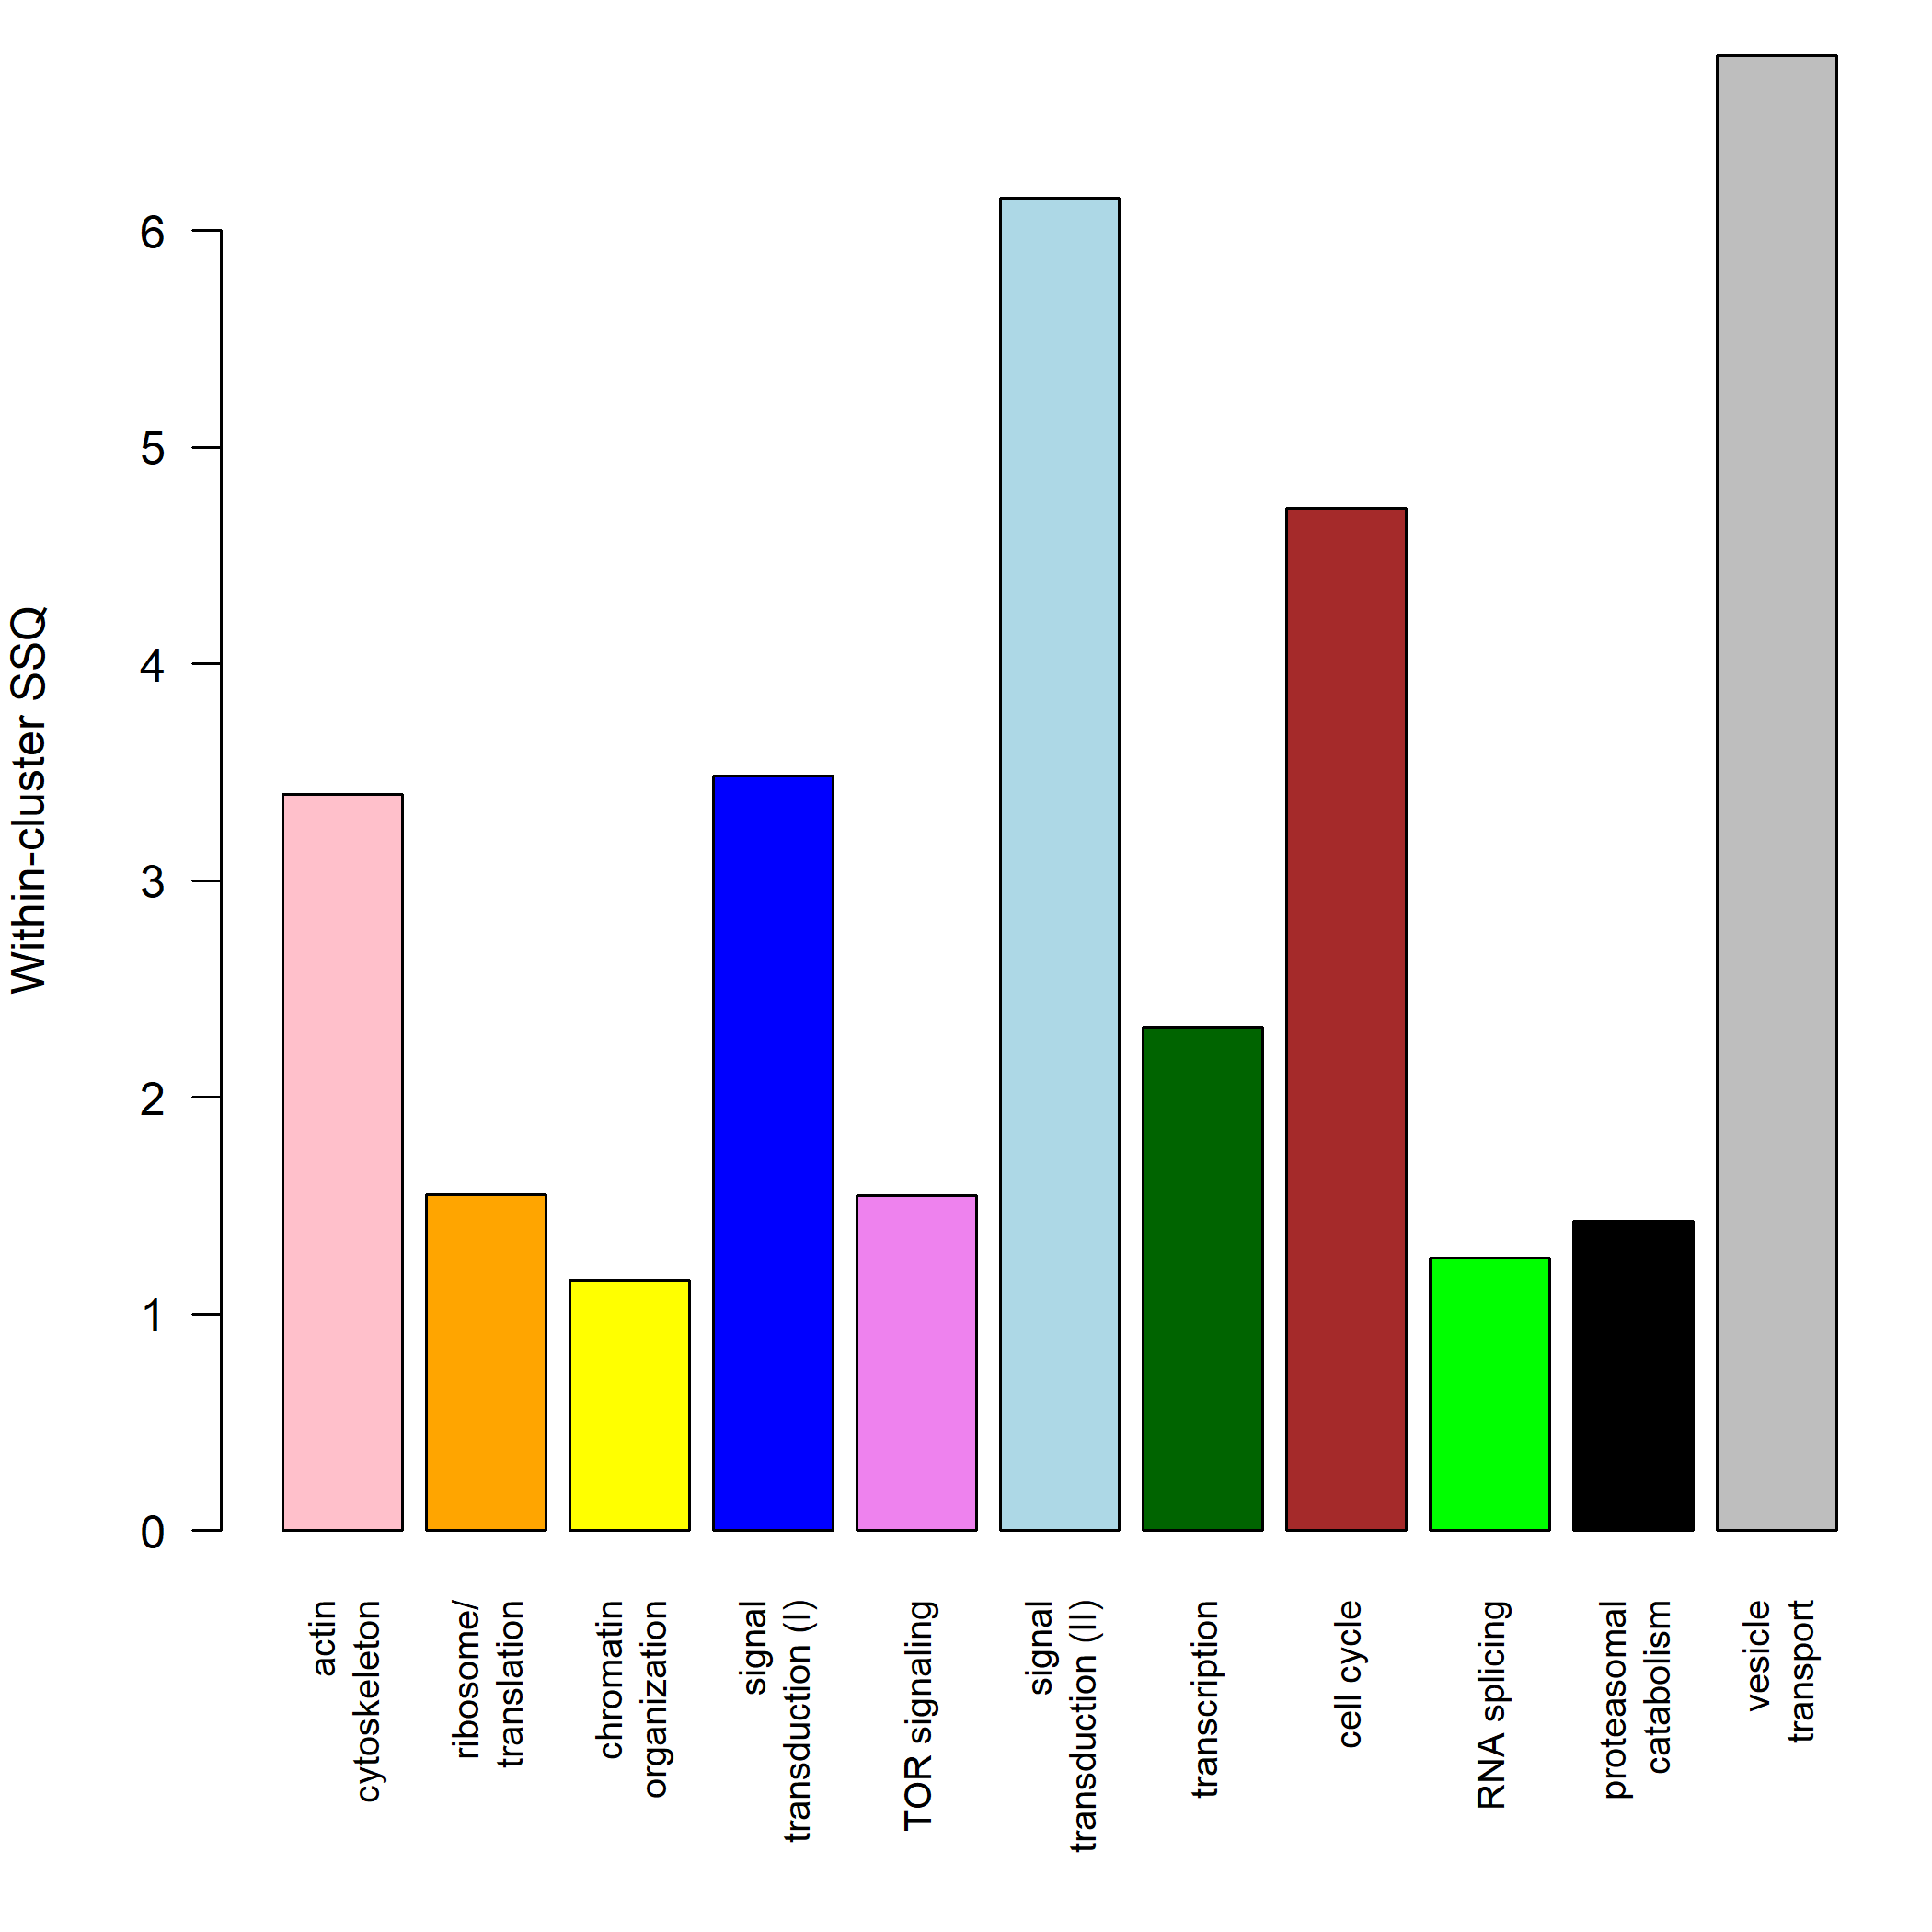 Within-cluster SSQ
6
5
4
3
2
1
0
actin
cytoskeleton
ribosome/
translation
chromatin
organization
signal
transduction (I)
TOR signaling
signal
transduction (II)
transcription
cell cycle
RNA splicing
proteasomal
catabolism
vesicle
transport